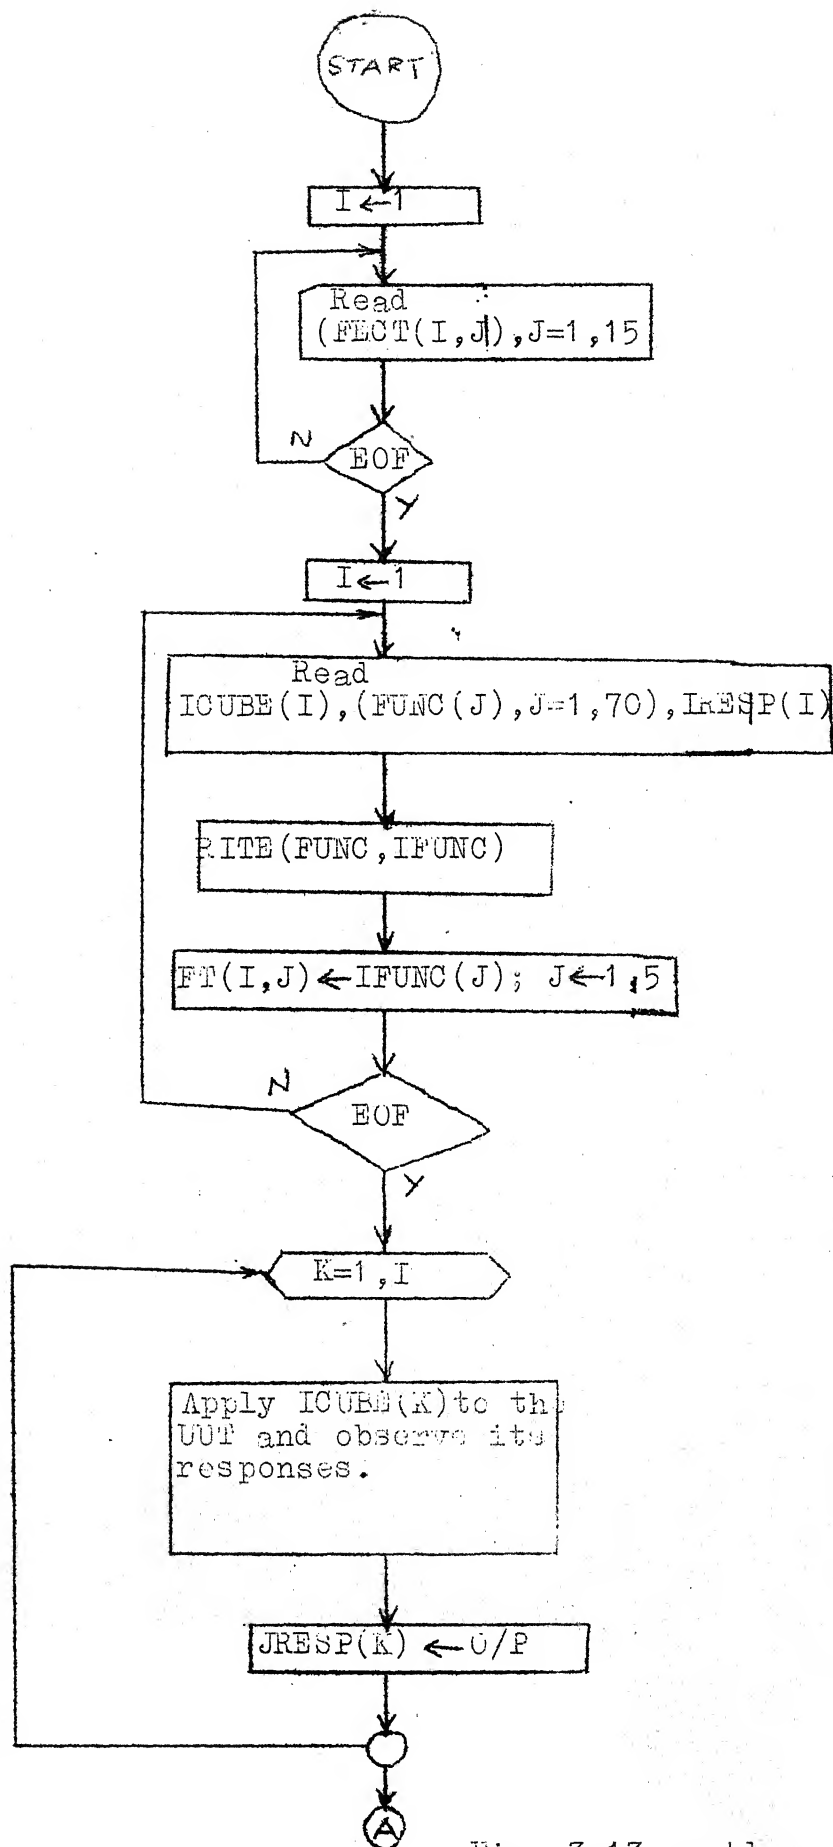 START
I←1
Read
(FECT(I,J),J=1,15
N
EOF
Y
I←1
Read
ICUBE(I),(FUNC(J),J=1,70),IRESP(I)
RITE(FUNC,IFUNC)
FT(I,J)←IFUNC(J); J←1,5
N
EOF
Y
K=1,I
Apply ICUBE(K)to the
UUT and observe its
responses.
JRESP(K) ←O/P
A